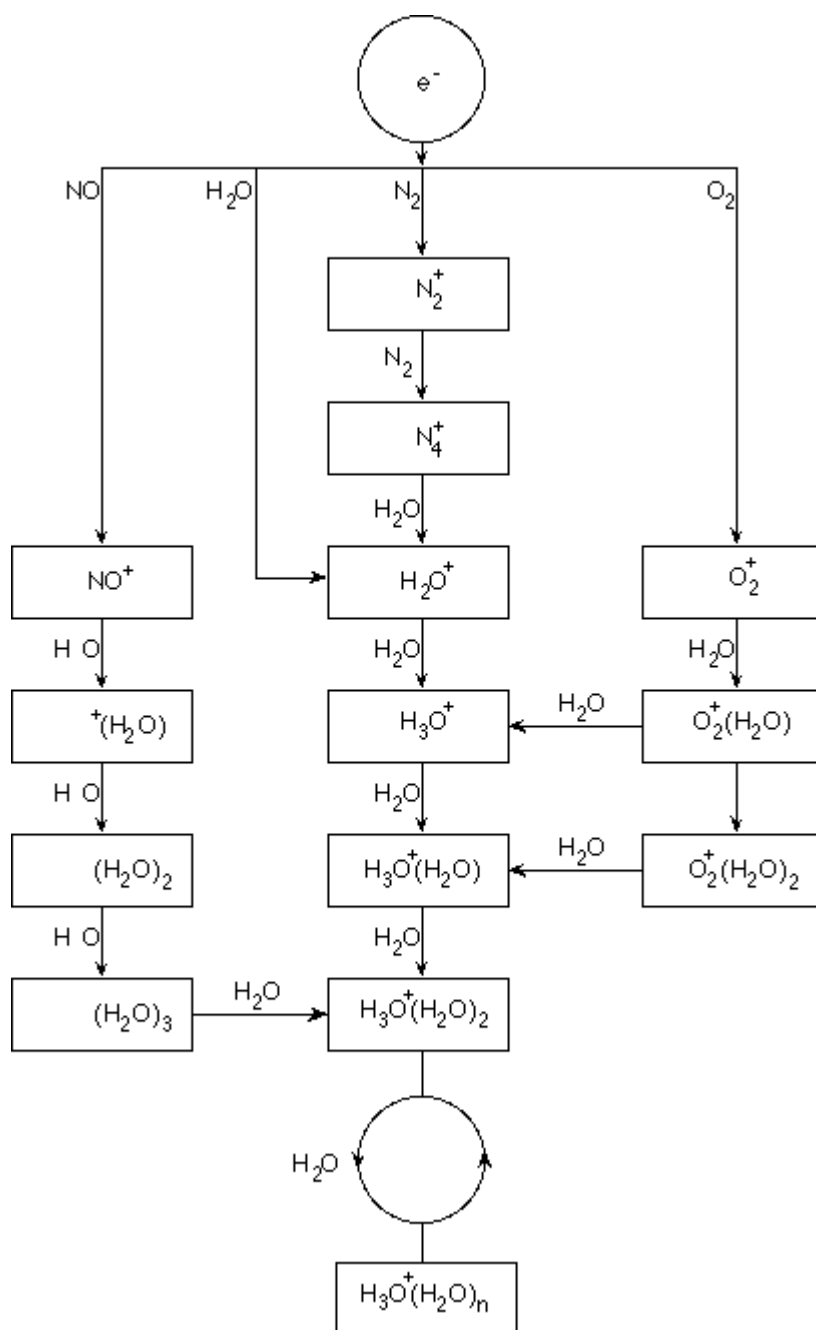 e⁻
NO H₂O N₂ O₂
N₂⁺
N₂
N₄⁺
H₂O
NO⁺ H₂O⁺ O₂⁺
H O H₂O H₂O
⁺(H₂O) H₃O⁺ H₂O O₂⁺(H₂O)
H O H₂O
(H₂O)₂ H₃O⁺(H₂O) H₂O O₂⁺(H₂O)₂
H O H₂O
(H₂O)₃ H₂O H₃O⁺(H₂O)₂
H₂O
H₃O⁺(H₂O)ₙ